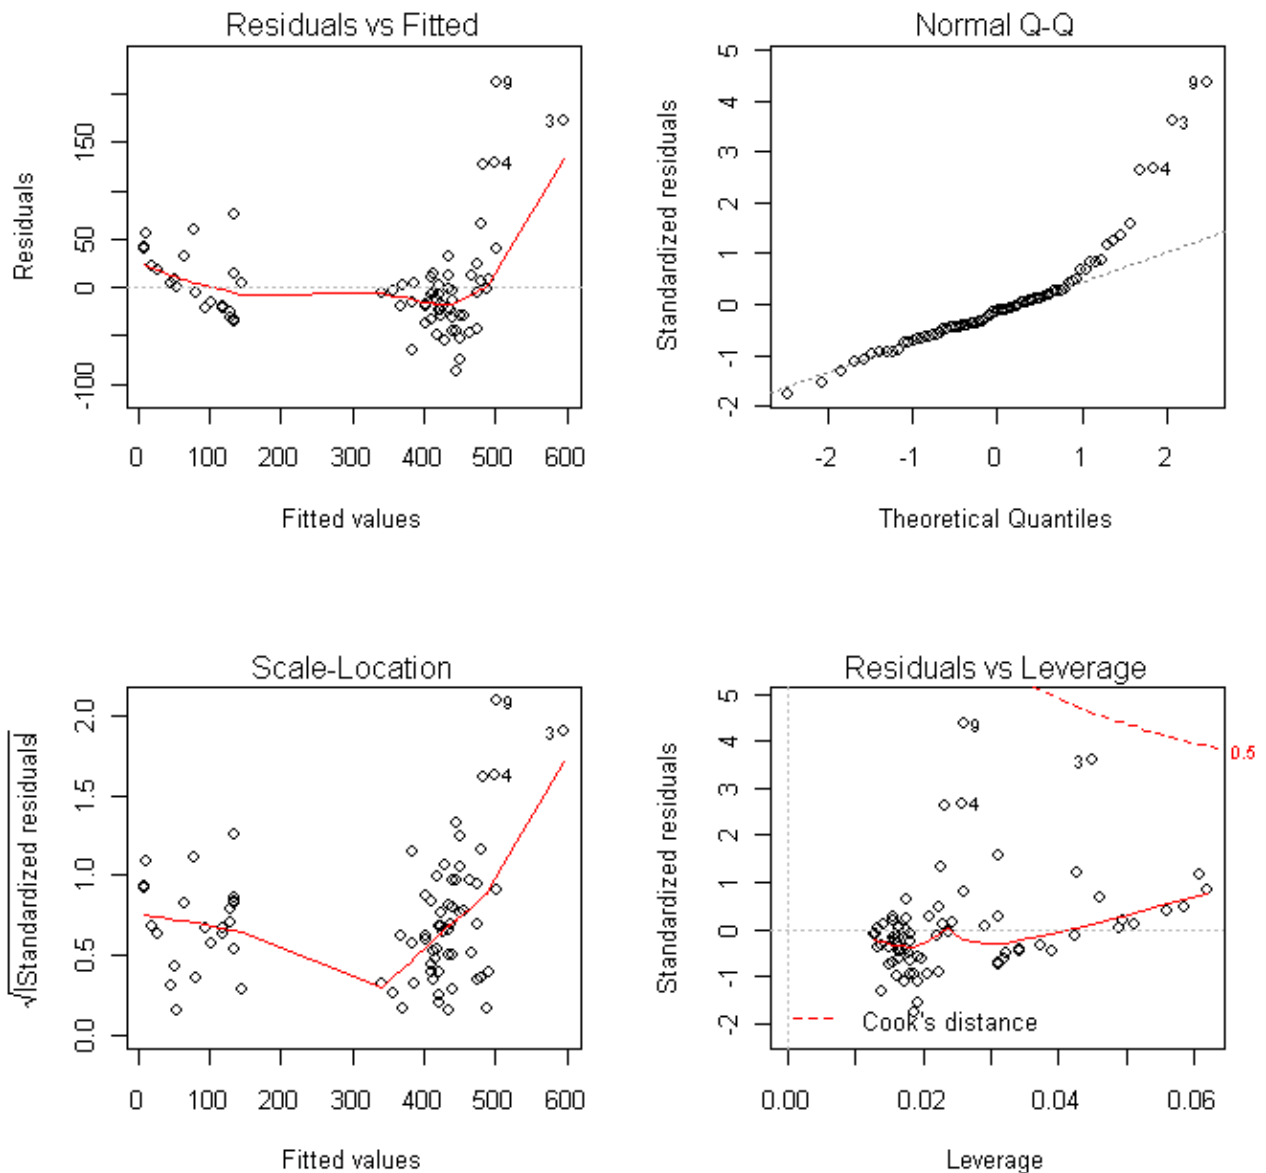 Residuals vs Fitted
Residuals
-100 0 50 150
9
3
4
0 100 200 300 400 500 600
Fitted values
Normal Q-Q
Standardized residuals
-2 -1 0 1 2 3 4 5
9
3
4
-2 -1 0 1 2
Theoretical Quantiles
Scale-Location
√|Standardized residuals|
0.0 0.5 1.0 1.5 2.0
9
3
4
0 100 200 300 400 500 600
Fitted values
Residuals vs Leverage
Standardized residuals
-2 -1 0 1 2 3 4 5
9
3
4
0.5
Cook's distance
0.00 0.02 0.04 0.06
Leverage